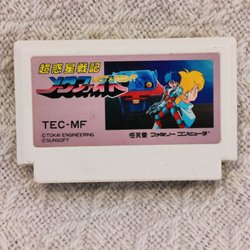 超惑星戦記
メタファイト
TEC-MF
©TOKAI ENGINEERING
©SUNSOFT
任天堂 ファミリー コンピュータ